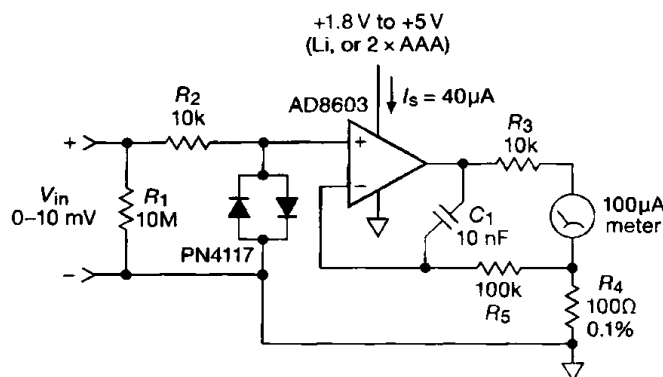 +1.8 V to +5 V
(Li, or 2 × AAA)
AD8603
I_s = 40µA
R2
10k
R3
10k
+
+
−
Vin
0–10 mV
R1
10M
C1
10 nF
100µA
meter
−
PN4117
100k
R5
R4
100Ω
0.1%